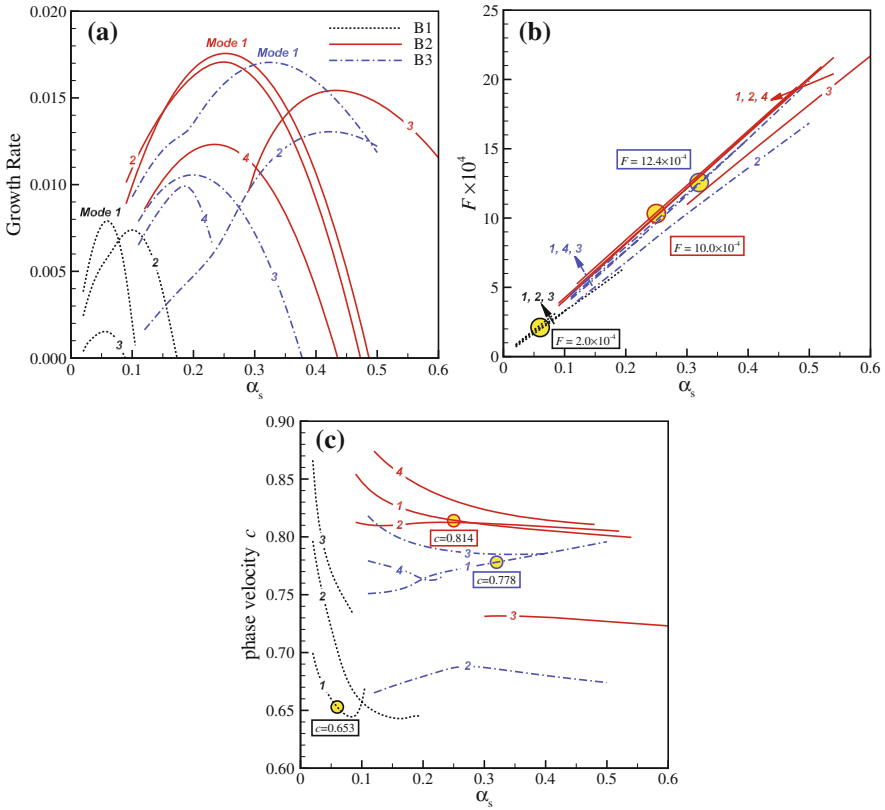 (a)
Mode 1
Mode 1
B1
B2
B3
2
4
3
2
Mode 1
4
2
3
3
Growth Rate
0.020
0.015
0.010
0.005
0.000
0
0.1
0.2
0.3
0.4
0.5
0.6
αs
(b)
1, 2, 4
3
F = 12.4×10-4
2
F = 10.0×10-4
1, 4, 3
1, 2, 3
F = 2.0×10-4
F×10⁴
25
20
15
10
5
0
0
0.1
0.2
0.3
0.4
0.5
0.6
αs
(c)
4
1
2
c=0.814
3
3
4
1
c=0.778
2
3
2
1
c=0.653
phase velocity c
0.90
0.85
0.80
0.75
0.70
0.65
0.60
0
0.1
0.2
0.3
0.4
0.5
0.6
αs